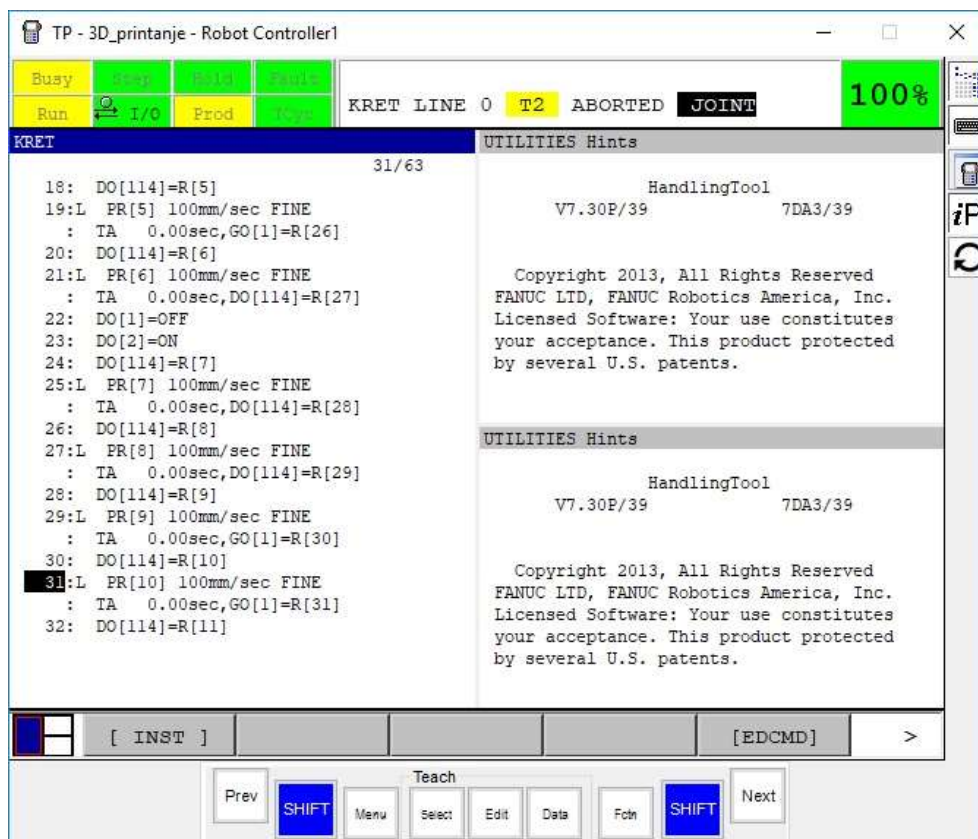 TP - 3D_printanje - Robot Controller1
Busy Step Hold Fault
Run I/O Prod TCyc
KRET LINE 0 T2 ABORTED JOINT
100%
KRET
31/63
18: DO[114]=R[5]
19:L PR[5] 100mm/sec FINE
: TA 0.00sec,GO[1]=R[26]
20: DO[114]=R[6]
21:L PR[6] 100mm/sec FINE
: TA 0.00sec,DO[114]=R[27]
22: DO[1]=OFF
23: DO[2]=ON
24: DO[114]=R[7]
25:L PR[7] 100mm/sec FINE
: TA 0.00sec,DO[114]=R[28]
26: DO[114]=R[8]
27:L PR[8] 100mm/sec FINE
: TA 0.00sec,DO[114]=R[29]
28: DO[114]=R[9]
29:L PR[9] 100mm/sec FINE
: TA 0.00sec,GO[1]=R[30]
30: DO[114]=R[10]
31:L PR[10] 100mm/sec FINE
: TA 0.00sec,GO[1]=R[31]
32: DO[114]=R[11]
UTILITIES Hints
HandlingTool
V7.30P/39 7DA3/39
Copyright 2013, All Rights Reserved
FANUC LTD, FANUC Robotics America, Inc.
Licensed Software: Your use constitutes
your acceptance. This product protected
by several U.S. patents.
UTILITIES Hints
HandlingTool
V7.30P/39 7DA3/39
Copyright 2013, All Rights Reserved
FANUC LTD, FANUC Robotics America, Inc.
Licensed Software: Your use constitutes
your acceptance. This product protected
by several U.S. patents.
iP
[ INST ] [EDCMD] >
Teach
Prev SHIFT Menu Select Edit Data Fctn SHIFT Next